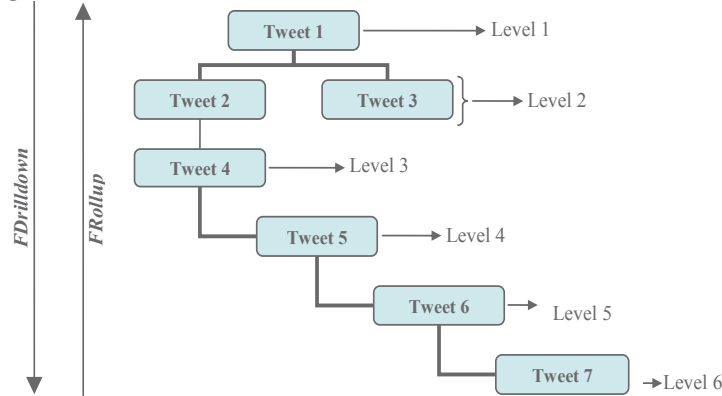 Tweet 1
Level 1
Tweet 2
Tweet 3
Level 2
Tweet 4
Level 3
FDrilldown
FRollup
Tweet 5
Level 4
Tweet 6
Level 5
Tweet 7
Level 6